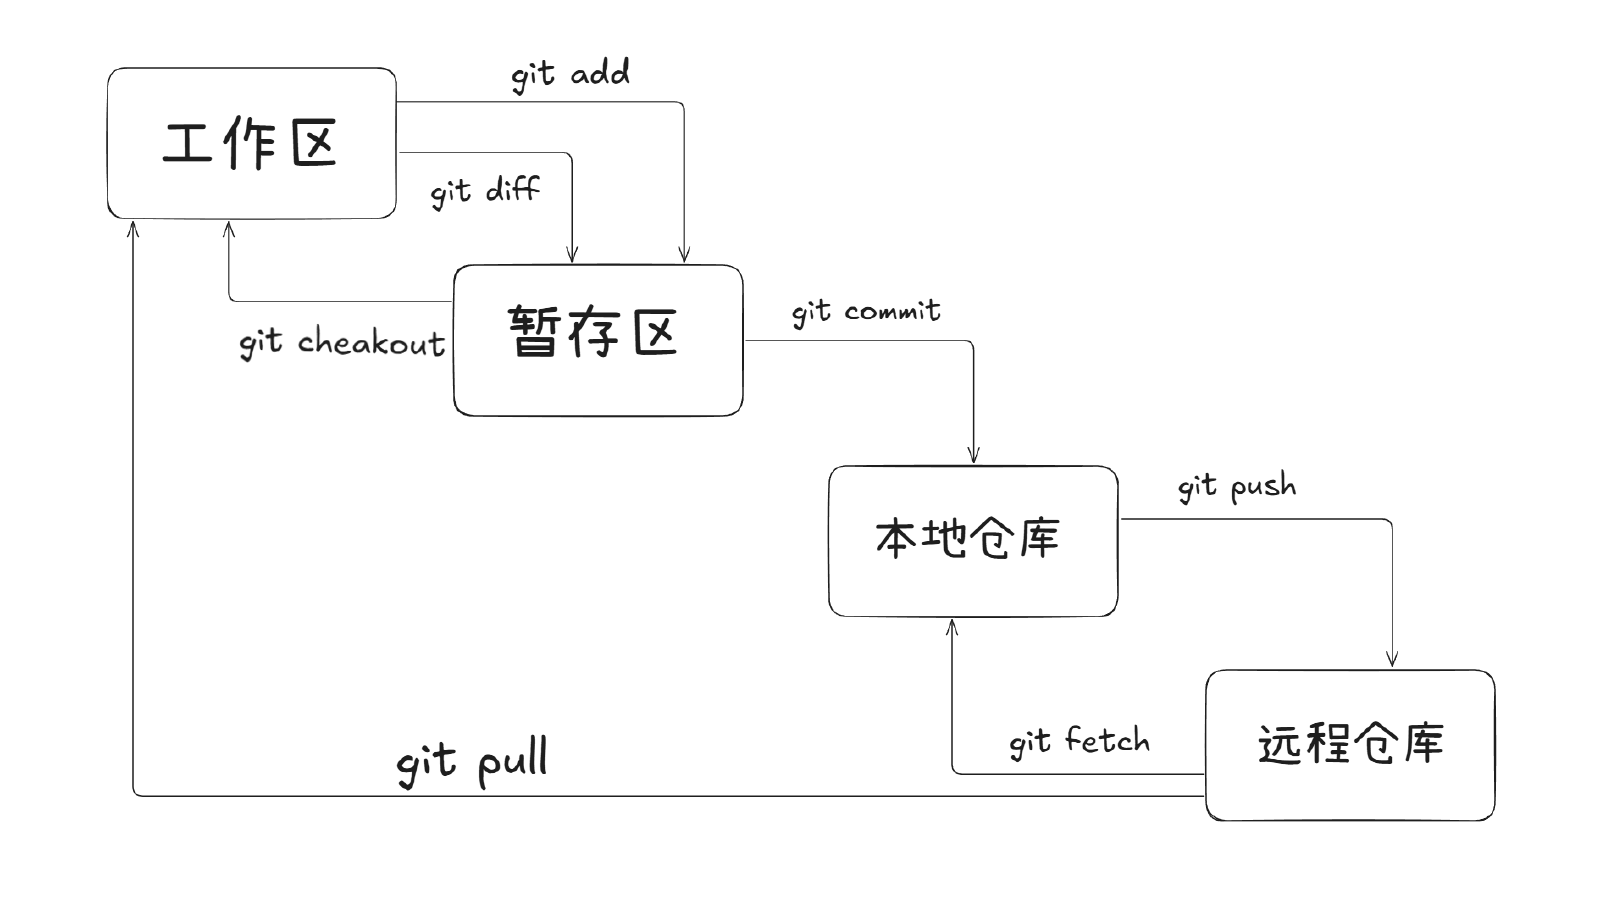 git add
工作区
git diff
git commit
暂存区
git cheakout
git push
本地仓库
git fetch
远程仓库
git pull